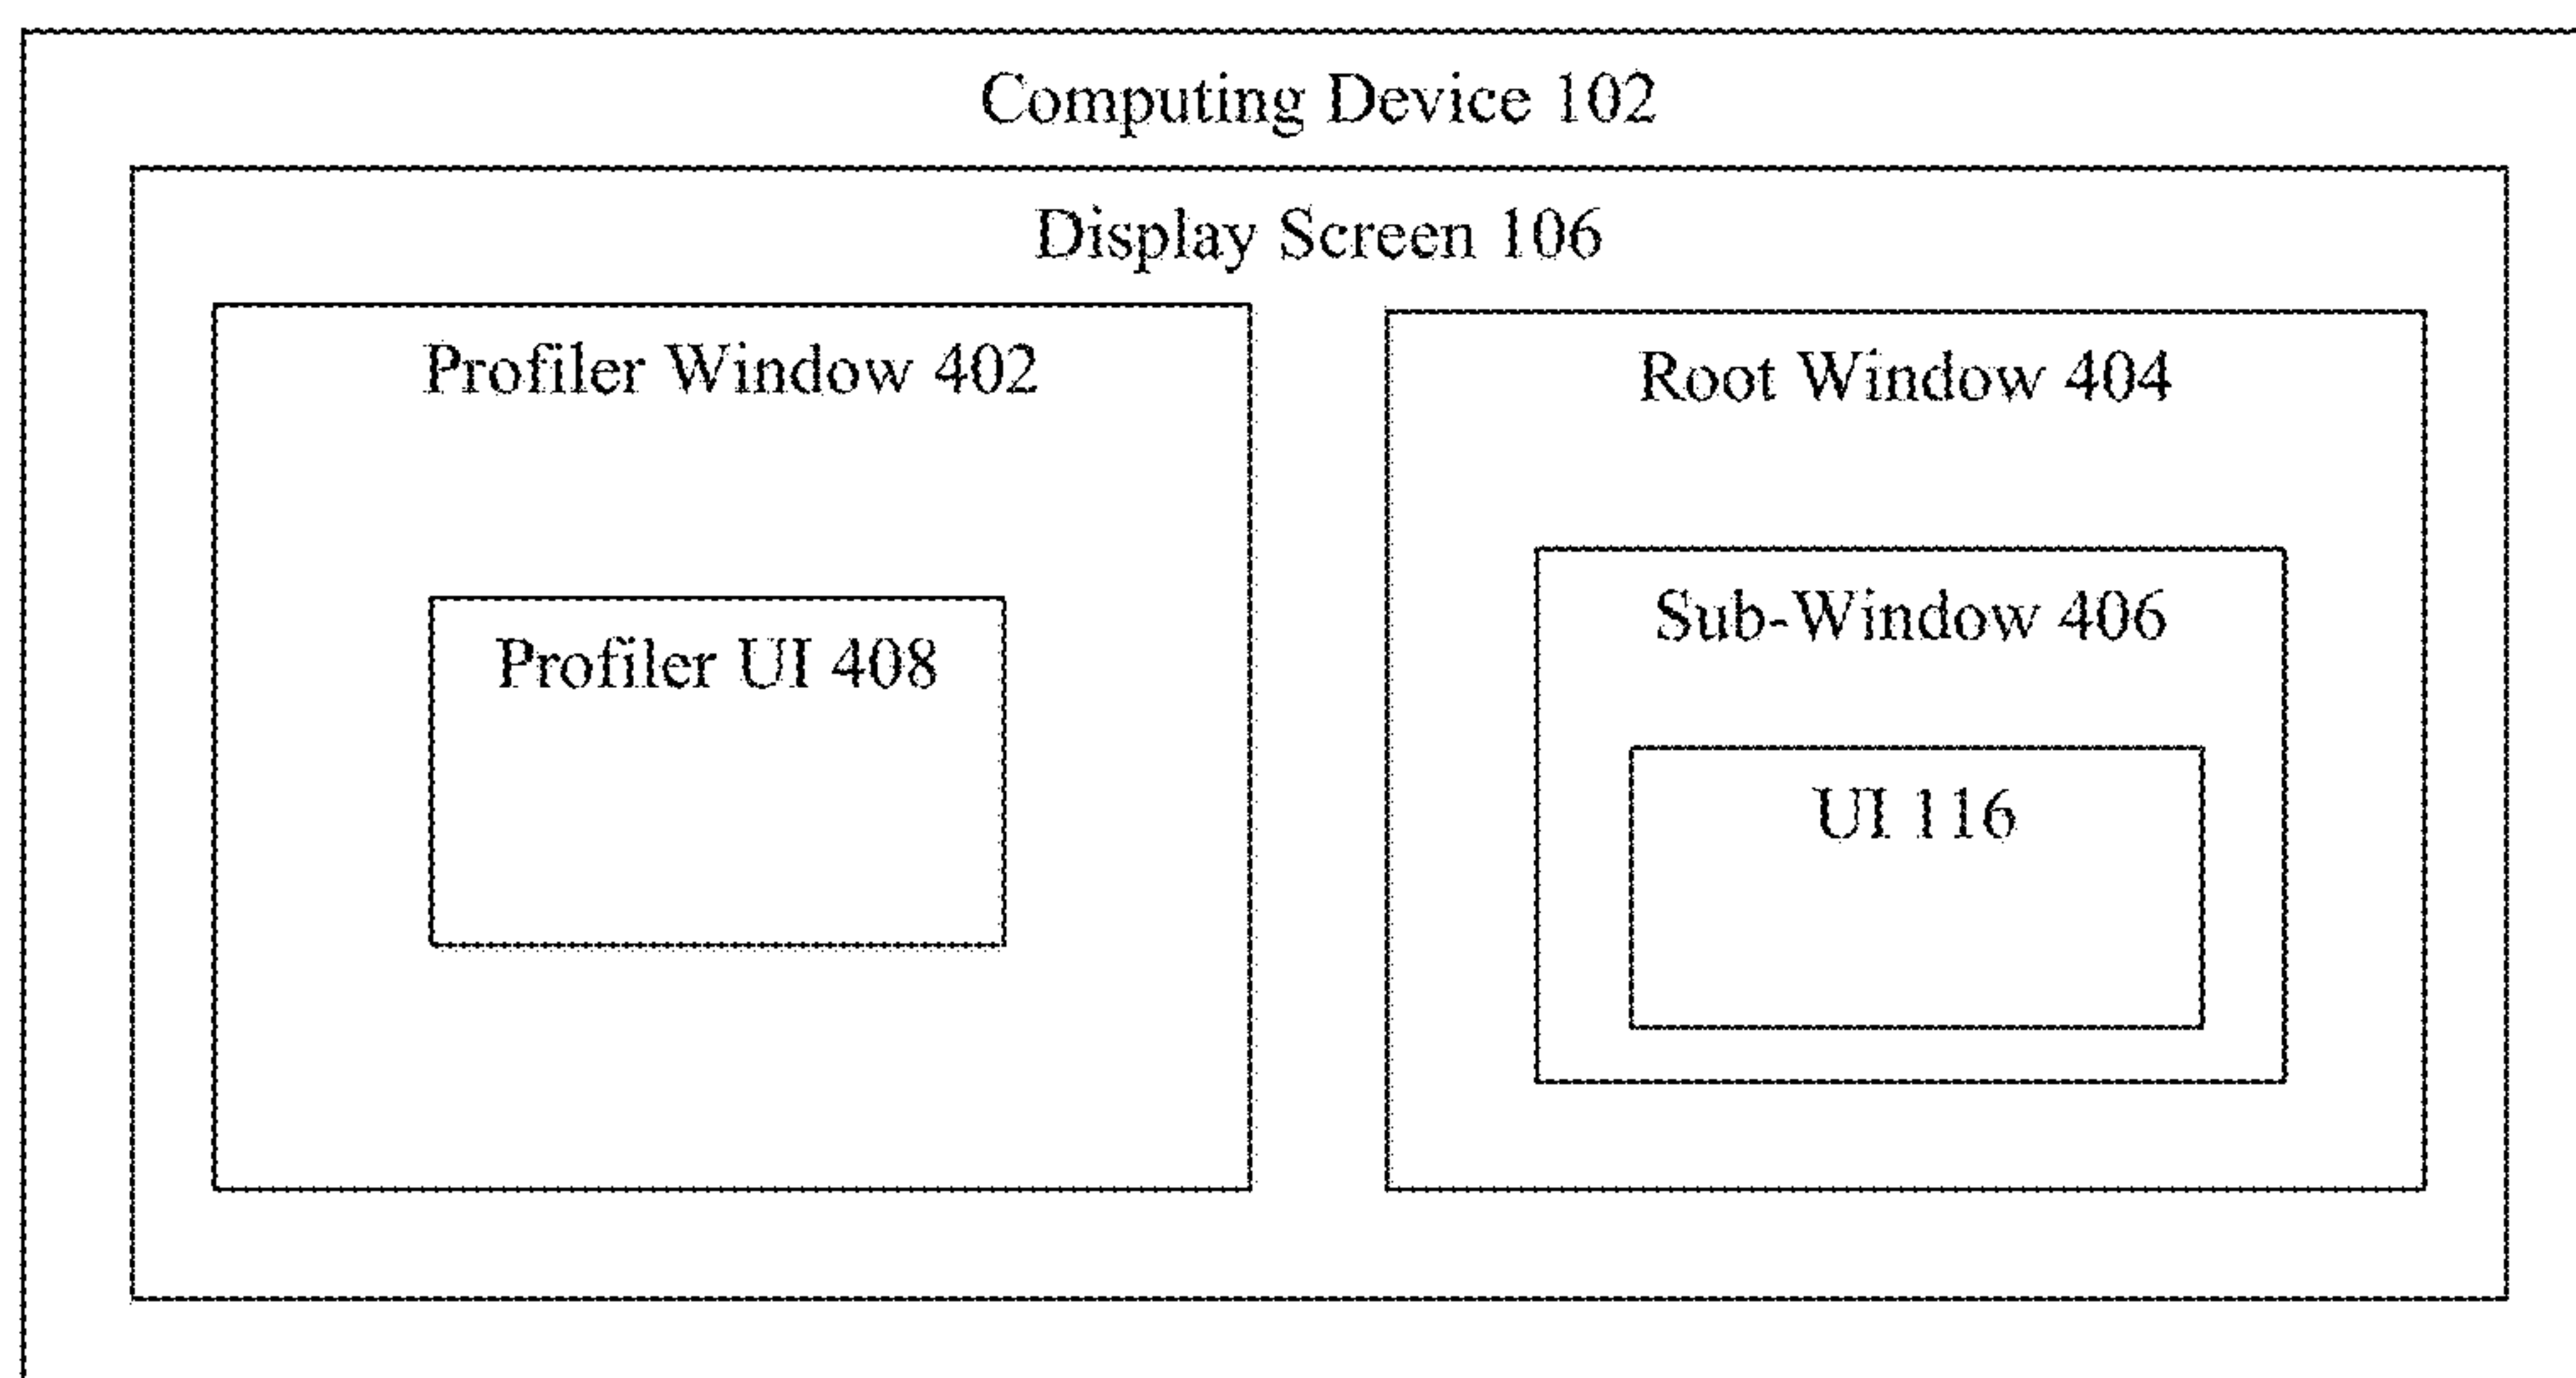 Computing Device 102
Display Screen 106
Profiler Window 402
Profiler UI 408
Root Window 404
Sub-Window 406
UI 116